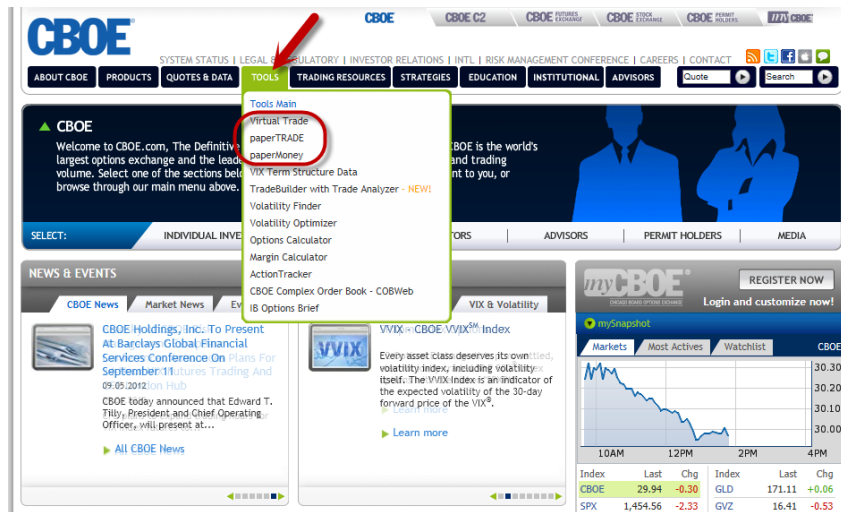 CBOE CBOE C2 CBOE FUTURES EXCHANGE CBOE STOCK EXCHANGE CBOE PERMIT HOLDERS my CBOE
CBOE
SYSTEM STATUS | LEGAL & REGULATORY | INVESTOR RELATIONS | INTL | RISK MANAGEMENT CONFERENCE | CAREERS | CONTACT
ABOUT CBOE PRODUCTS QUOTES & DATA TOOLS TRADING RESOURCES STRATEGIES EDUCATION INSTITUTIONAL ADVISORS Quote Search
Tools Main
Virtual Trade
paperTRADE
paperMoney
VIX Term Structure Data
TradeBuilder with Trade Analyzer - NEW!
Volatility Finder
Volatility Optimizer
Options Calculator
Margin Calculator
ActionTracker
CBOE Complex Order Book - COBWeb
IB Options Brief
CBOE
Welcome to CBOE.com, The Definitive CBOE is the world's
largest options exchange and the leade and trading
volume. Select one of the sections bel nt to you, or
browse through our main menu above.
SELECT: INDIVIDUAL INVE TORS | ADVISORS | PERMIT HOLDERS | MEDIA
NEWS & EVENTS
CBOE News Market News Ev VIX & Volatility
CBOE Holdings, Inc. To Present
At Barclays Global Financial
Services Conference On
September 11
09.05.2012
CBOE today announced that Edward T.
Tilly, President and Chief Operating
Officer, will present at...
All CBOE News
VVIX
VVIX - CBOE VVIX℠ Index
Every asset class deserves its own
volatility index, including volatility
itself. The VVIX Index is an indicator of
the expected volatility of the 30-day
forward price of the VIX®.
Learn more
Learn more
myCBOE®
CHICAGO BOARD OPTIONS EXCHANGE
REGISTER NOW
Login and customize now!
mySnapshot
Markets Most Actives Watchlist CBOE
30.30
30.20
30.10
30.00
10AM 12PM 2PM 4PM
Index Last Chg Index Last Chg
CBOE 29.94 -0.30 GLD 171.11 +0.06
SPX 1,454.56 -2.33 GVZ 16.41 -0.53